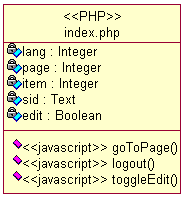 <<PHP>>
index.php
lang : Integer
page : Integer
item : Integer
sid : Text
edit : Boolean
<<javascript>> goToPage()
<<javascript>> logout()
<<javascript>> toggleEdit()